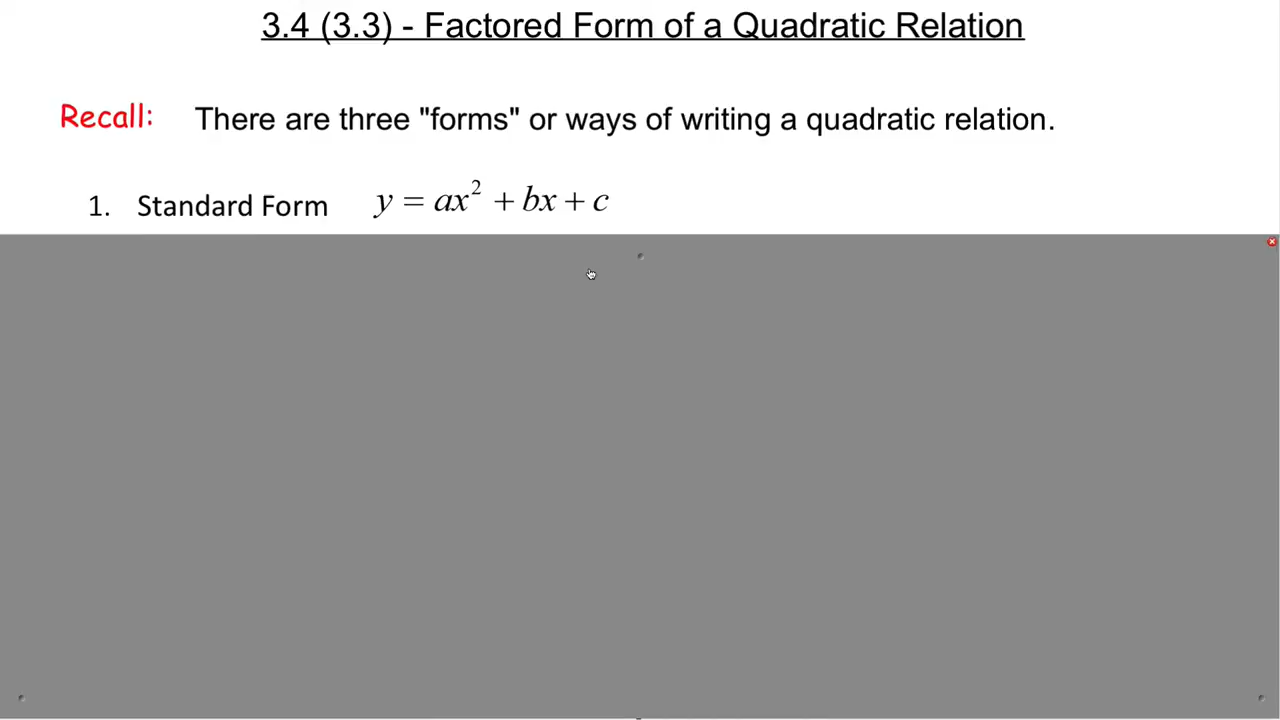 3.4 (3.3) - Factored Form of a Quadratic Relation
Recall: There are three "forms" or ways of writing a quadratic relation.
1. Standard Form y = ax² + bx + c